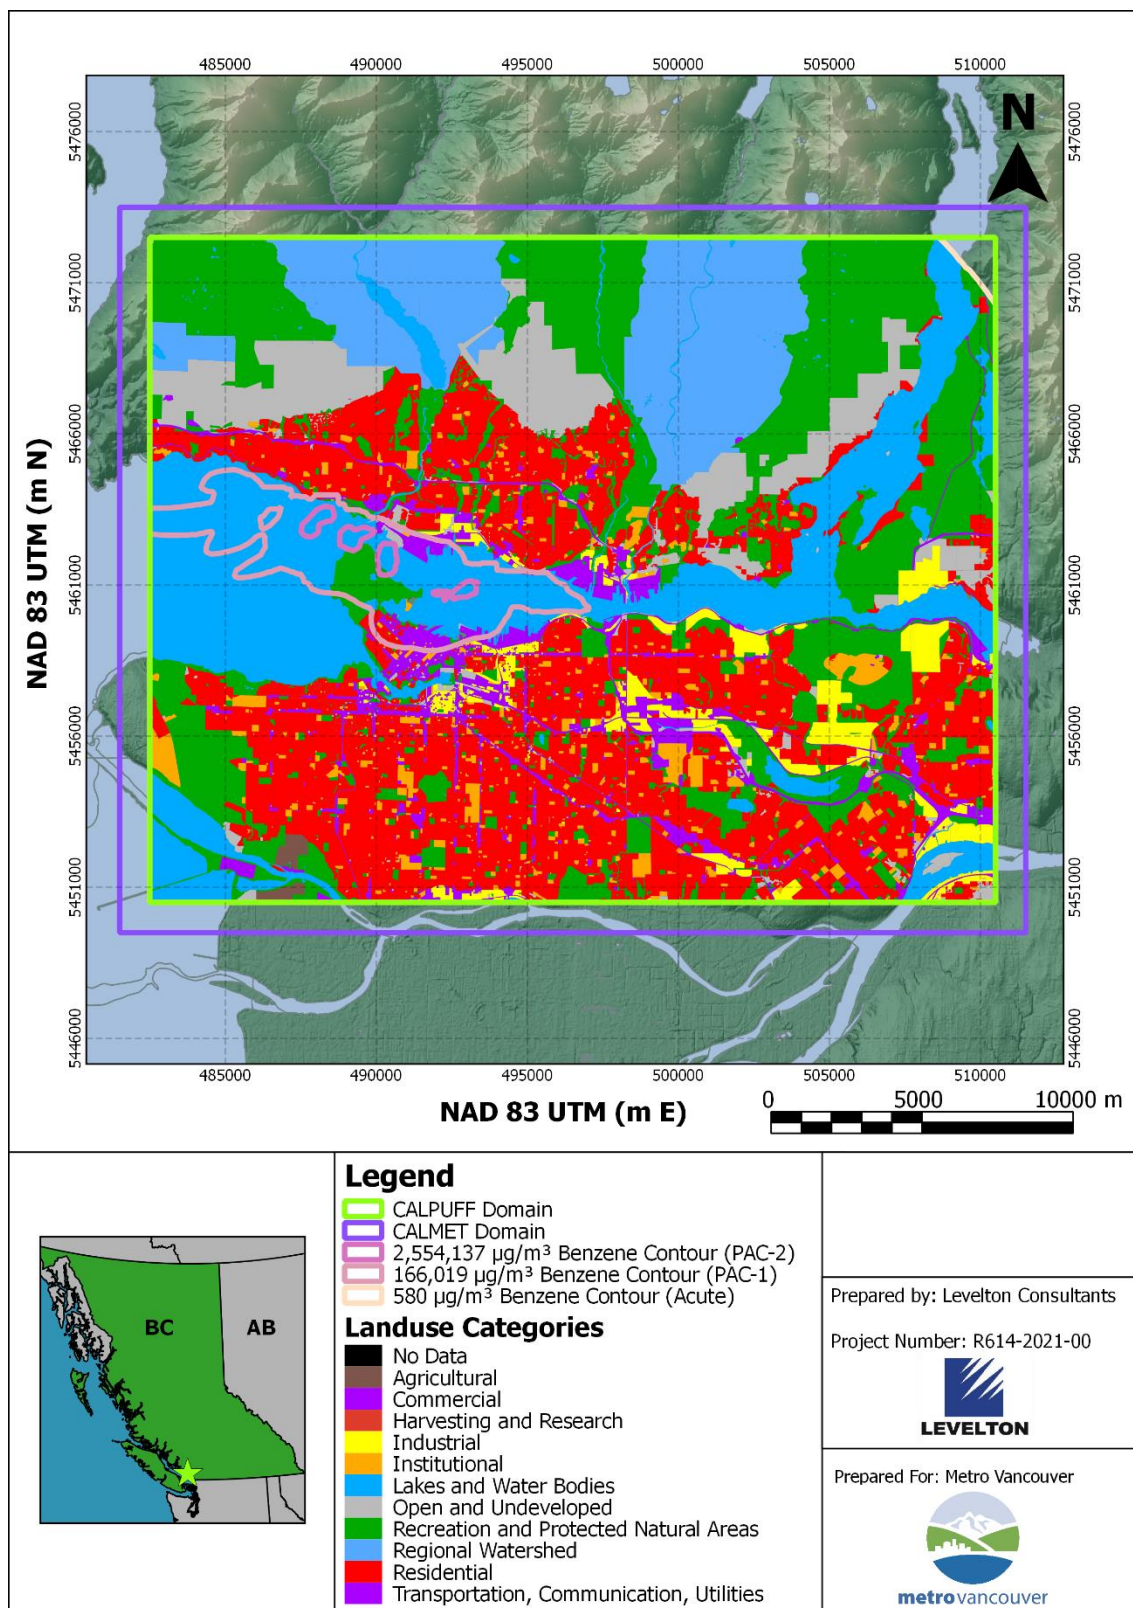 485000 490000 495000 500000 505000 510000
N
5476000 5476000
5471000 5471000
5466000 5466000
5461000 5461000
5456000 5456000
5451000 5451000
5446000 5446000
NAD 83 UTM (m N)
485000 490000 495000 500000 505000 510000
NAD 83 UTM (m E)
0 5000 10000 m
BC AB
Legend
CALPUFF Domain
CALMET Domain
2,554,137 µg/m³ Benzene Contour (PAC-2)
166,019 µg/m³ Benzene Contour (PAC-1)
580 µg/m³ Benzene Contour (Acute)
Landuse Categories
No Data
Agricultural
Commercial
Harvesting and Research
Industrial
Institutional
Lakes and Water Bodies
Open and Undeveloped
Recreation and Protected Natural Areas
Regional Watershed
Residential
Transportation, Communication, Utilities
Prepared by: Levelton Consultants
Project Number: R614-2021-00
LEVELTON
Prepared For: Metro Vancouver
metrovancouver